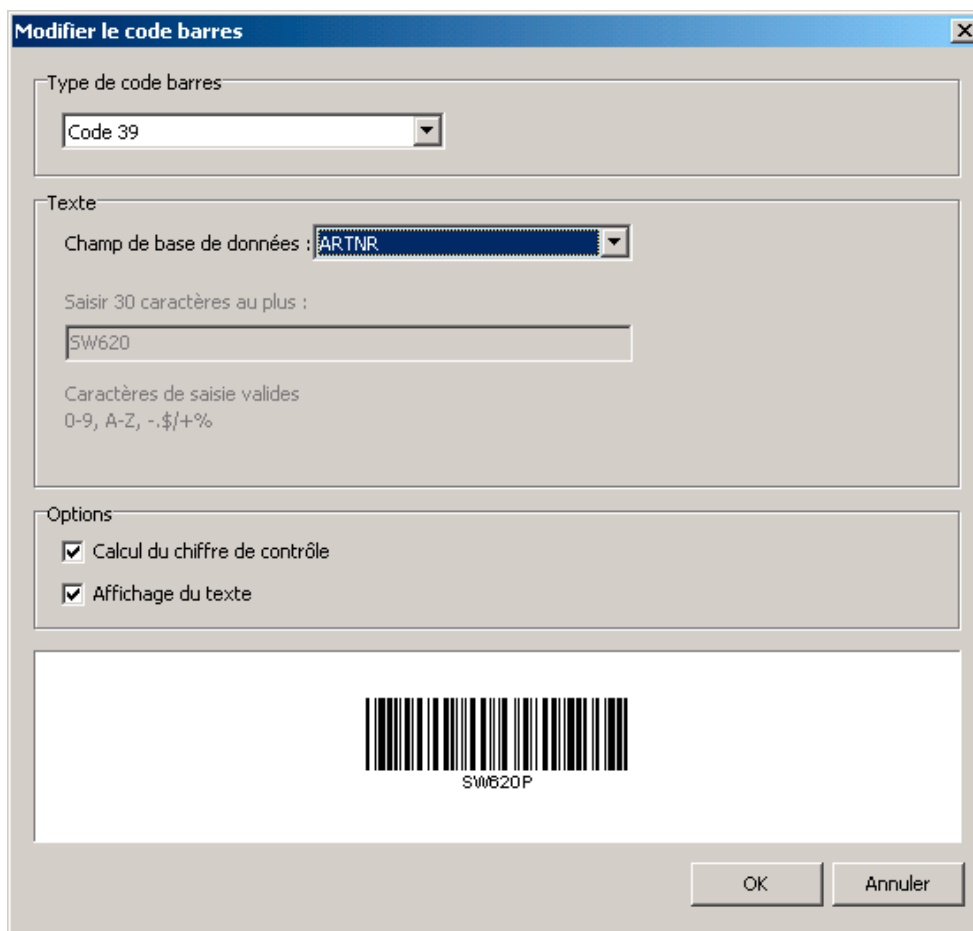 Modifier le code barres
Type de code barres
Code 39
Texte
Champ de base de données : ARTNR
Saisir 30 caractères au plus :
SW620
Caractères de saisie valides
0-9, A-Z, -.$/+%
Options
Calcul du chiffre de contrôle
Affichage du texte
SW620P
OK Annuler